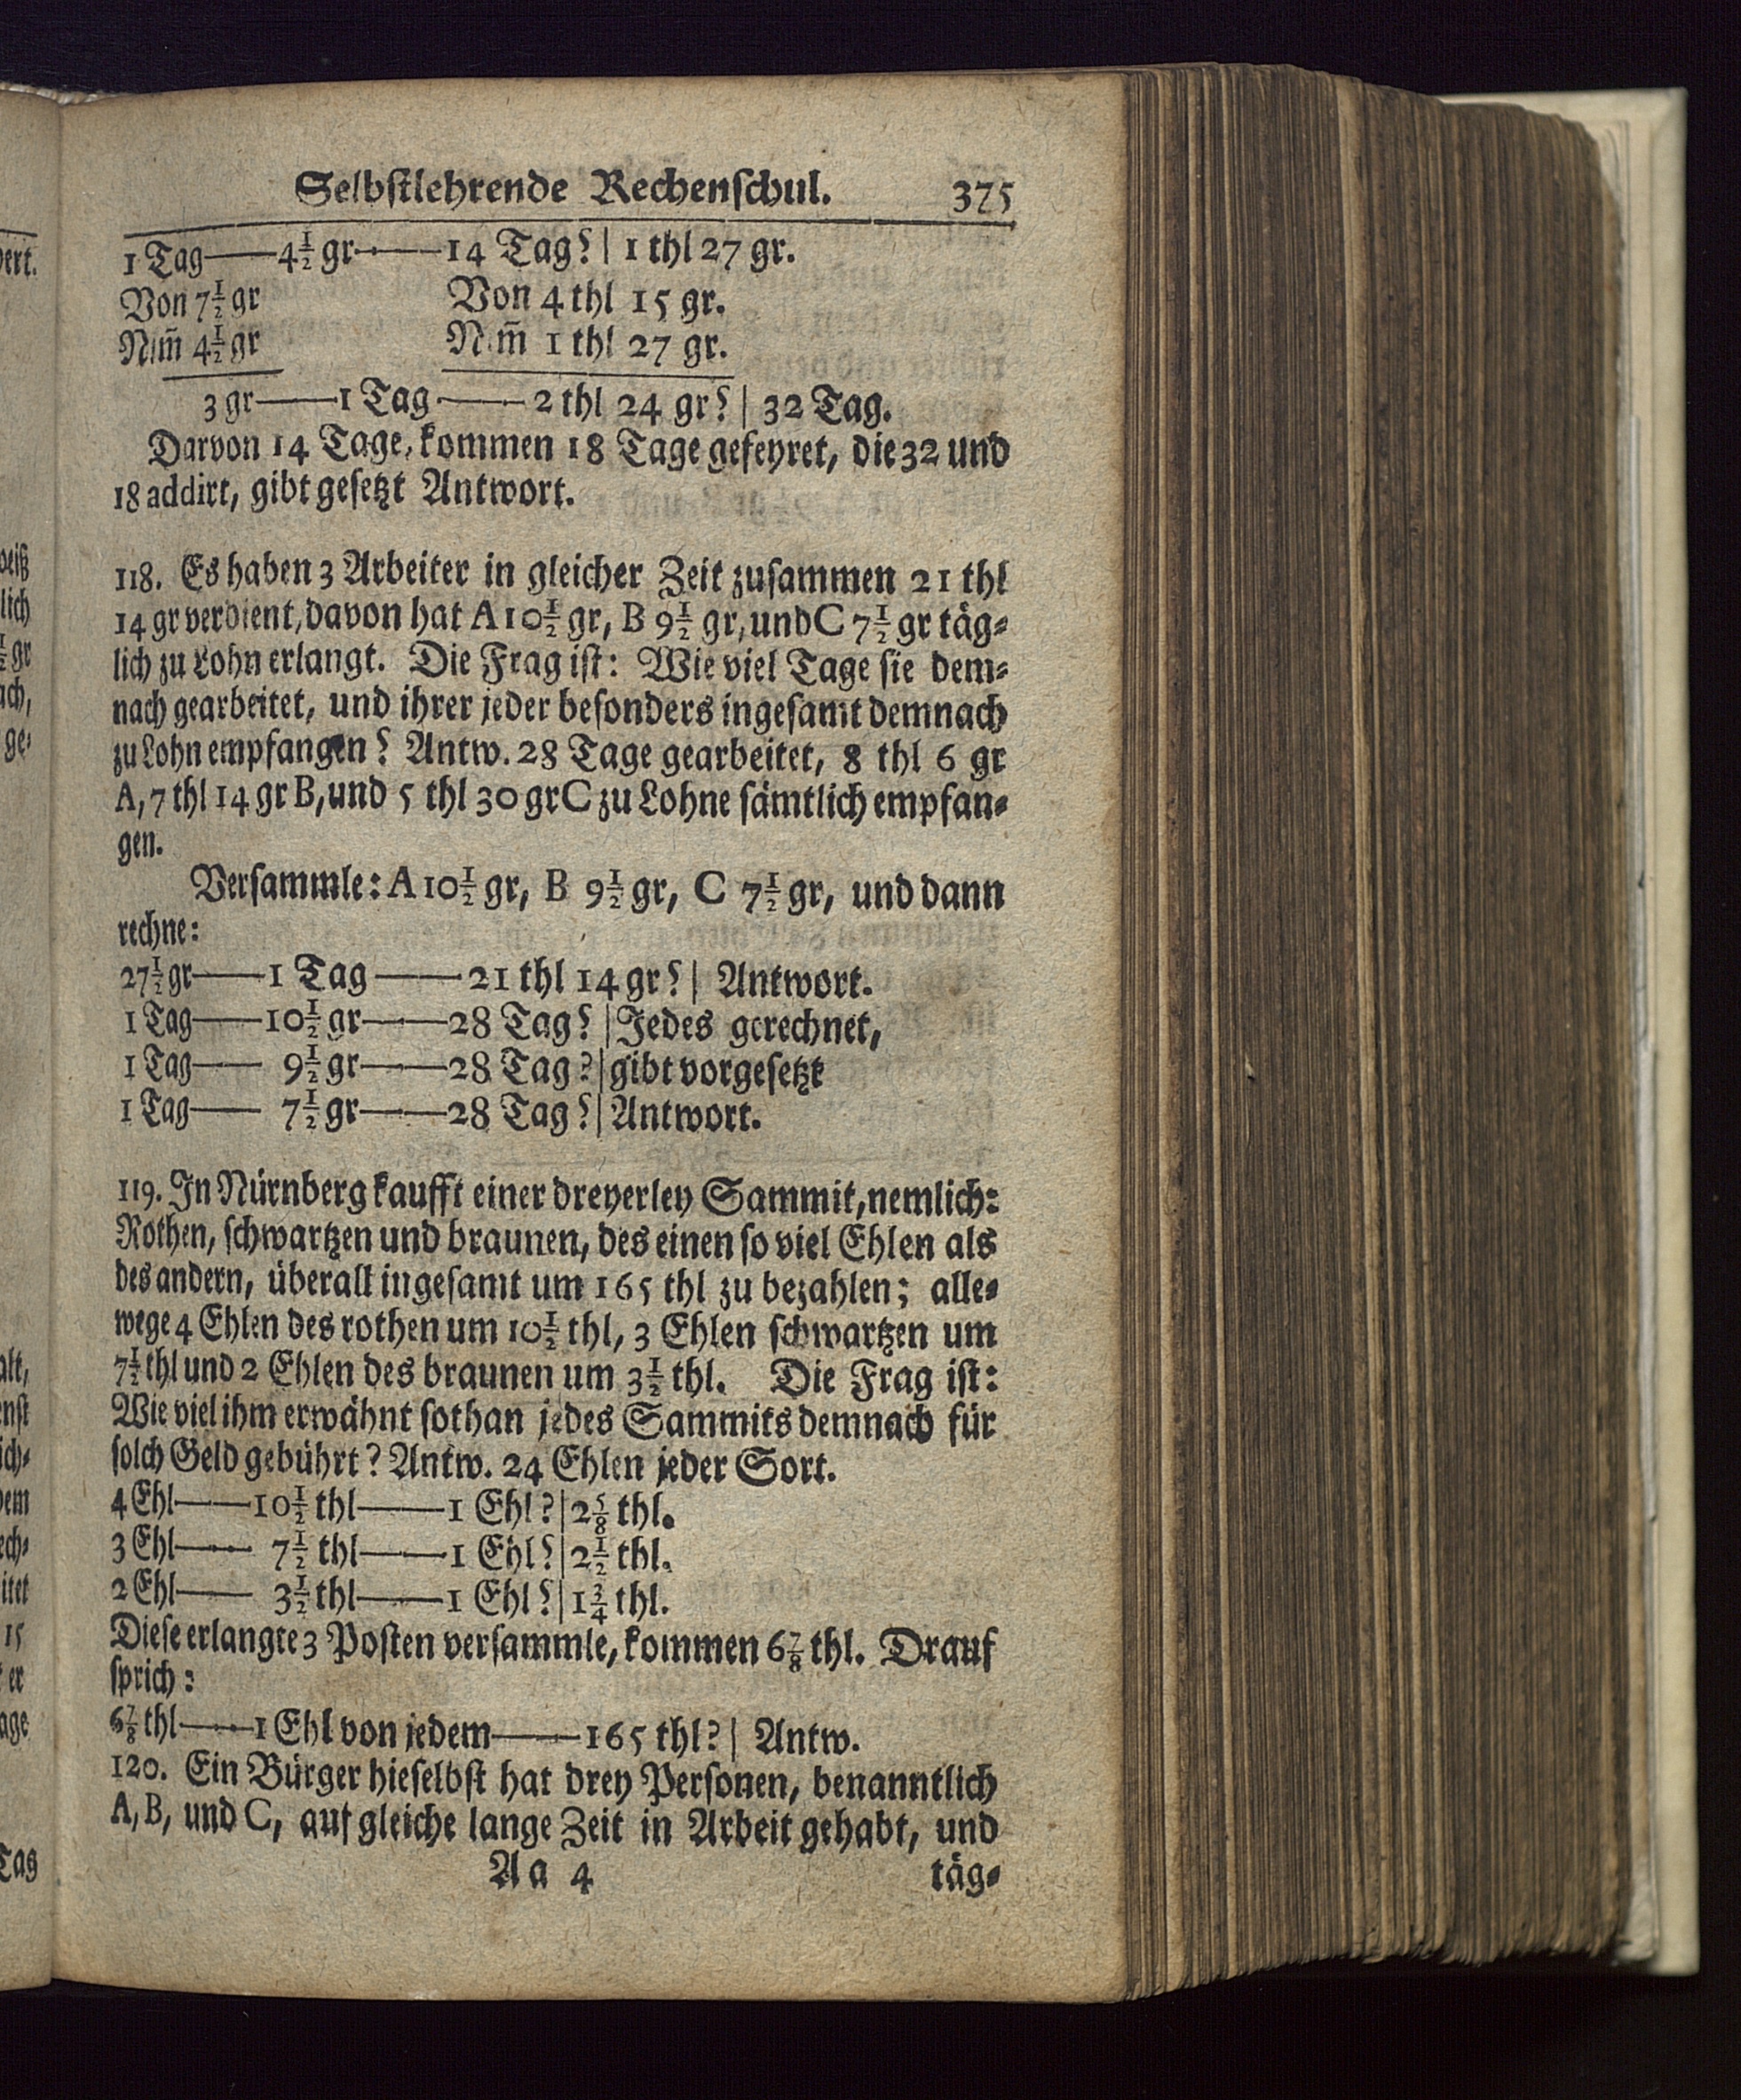 Selbstlehrende Rechenschul. 375
1 Tag——4½gr——14 Tag? | 1 thl 27 gr.
Von 7½gr Von 4 thl 15 gr.
Nim̄ 4½gr Nim̄ 1 thl 27 gr.
3 gr——1 Tag——2 thl 24 gr? | 32 Tag.
Darvon 14 Tage, kommen 18 Tage gefeyret, die 32 und
18 addirt, gibt gesetzt Antwort.
118. Es haben 3 Arbeiter in gleicher Zeit zusammen 21 thl
14 gr verdient, davon hat A 10½ gr, B 9½ gr, und C 7½ gr täg-
lich zu Lohn erlangt. Die Frag ist: Wie viel Tage sie dem-
nach gearbeitet, und ihrer jeder besonders ingesamt demnach
zu Lohn empfangen? Antw. 28 Tage gearbeitet, 8 thl 6 gr
A, 7 thl 14 gr B, und 5 thl 30 gr C zu Lohne sämtlich empfan-
gen.
Versammle: A 10½ gr, B 9½ gr, C 7½ gr, und dann
rechne:
27½ gr——1 Tag——21 thl 14 gr? | Antwort.
1 Tag——10½ gr——28 Tag? | Jedes gerechnet,
1 Tag—— 9½ gr——28 Tag? | gibt vorgesetzt
1 Tag—— 7½ gr——28 Tag? | Antwort.
119. In Nürnberg kaufft einer dreyerley Sammit, nemlich:
Rothen, schwartzen und braunen, des einen so viel Ehlen als
des andern, überall ingesamt um 165 thl zu bezahlen; alle-
wege 4 Ehlen des rothen um 10½ thl, 3 Ehlen schwartzen um
7½ thl und 2 Ehlen des braunen um 3½ thl. Die Frag ist:
Wie viel ihm erwähnt sothan jedes Sammits demnach für
solch Geld gebührt? Antw. 24 Ehlen jeder Sort.
4 Ehl——10½ thl——1 Ehl? | 2⅝ thl.
3 Ehl—— 7½ thl——1 Ehl? | 2½ thl.
2 Ehl—— 3½ thl——1 Ehl? | 1¾ thl.
Diese erlangte 3 Posten versammle, kommen 6⅞ thl. Drauf
sprich:
6⅞ thl——1 Ehl von jedem——165 thl? | Antw.
120. Ein Bürger hieselbst hat drey Personen, benanntlich
A, B, und C, auf gleiche lange Zeit in Arbeit gehabt, und
Aa 4 täg-